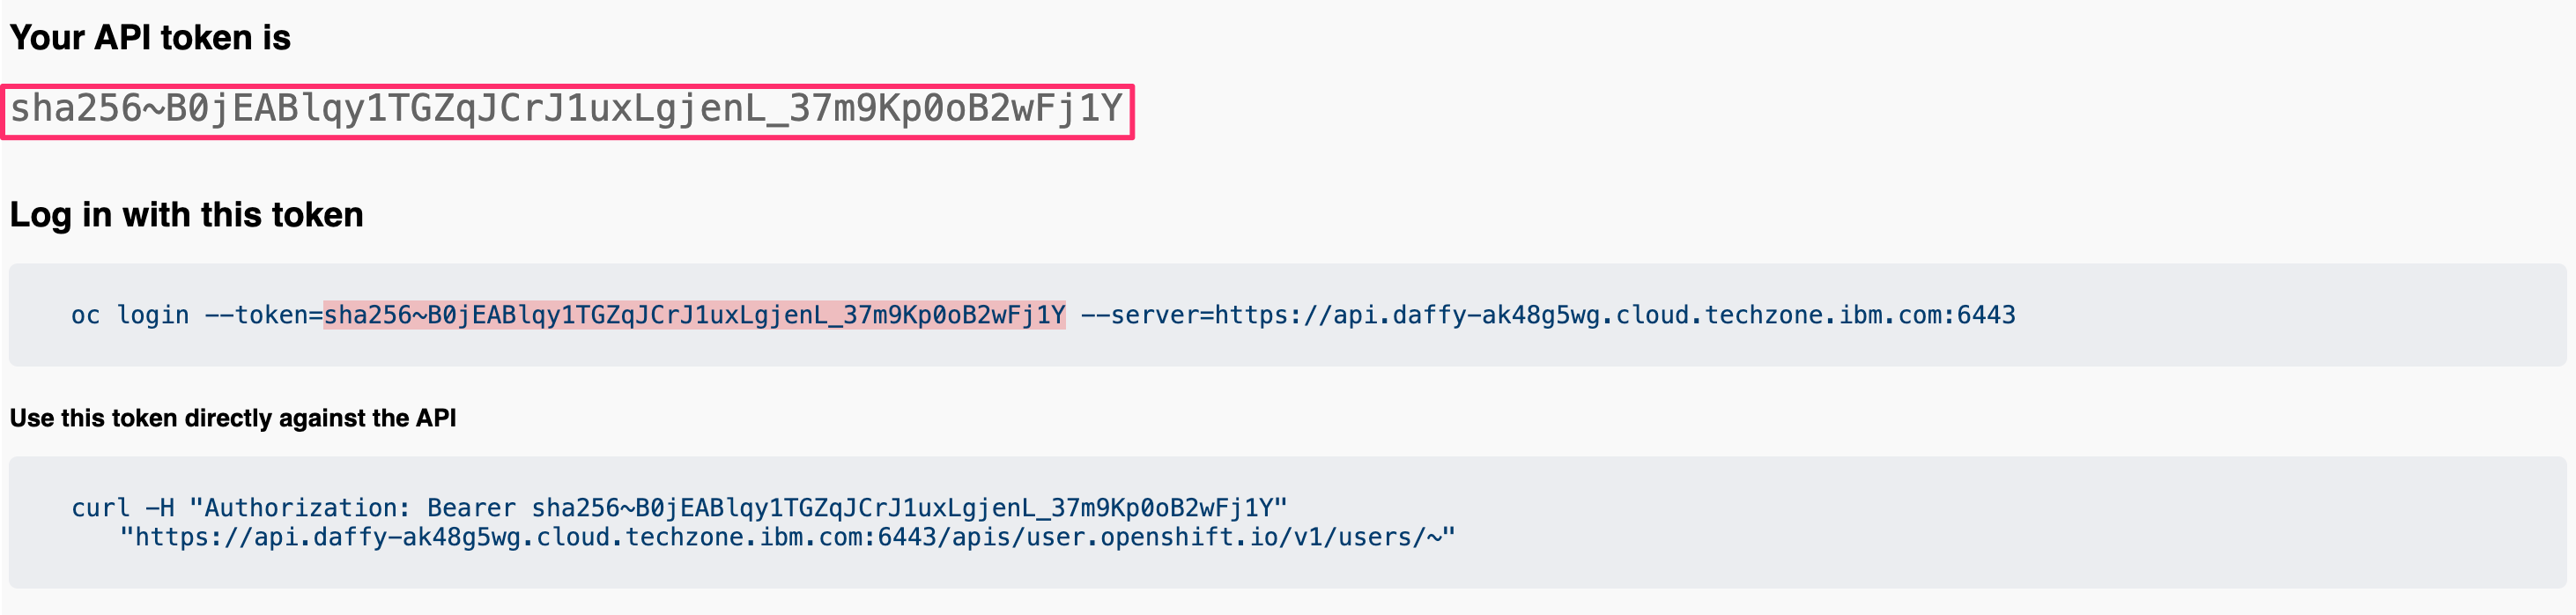 Your API token is
sha256~B0jEABlqy1TGZqJCrJ1uxLgjenL_37m9Kp0oB2wFj1Y
Log in with this token
oc login --token=sha256~B0jEABlqy1TGZqJCrJ1uxLgjenL_37m9Kp0oB2wFj1Y --server=https://api.daffy-ak48g5wg.cloud.techzone.ibm.com:6443
Use this token directly against the API
curl -H "Authorization: Bearer sha256~B0jEABlqy1TGZqJCrJ1uxLgjenL_37m9Kp0oB2wFj1Y"
"https://api.daffy-ak48g5wg.cloud.techzone.ibm.com:6443/apis/user.openshift.io/v1/users/~"